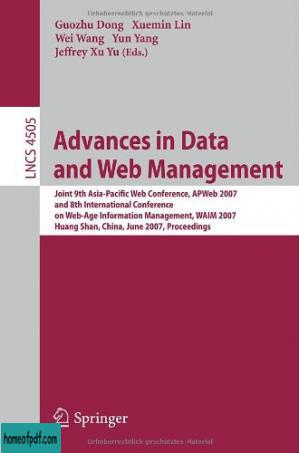 Urheberrechtlich geschütztes Material
Guozhu Dong Xuemin Lin
Wei Wang Yun Yang
Jeffrey Xu Yu (Eds.)
LNCS 4505
Advances in Data
and Web Management
Joint 9th Asia-Pacific Web Conference, APWeb 2007
and 8th International Conference
on Web-Age Information Management, WAIM 2007
Huang Shan, China, June 2007, Proceedings
Springer
Urheberrechtlich geschütztes Material
homeofpdf.com